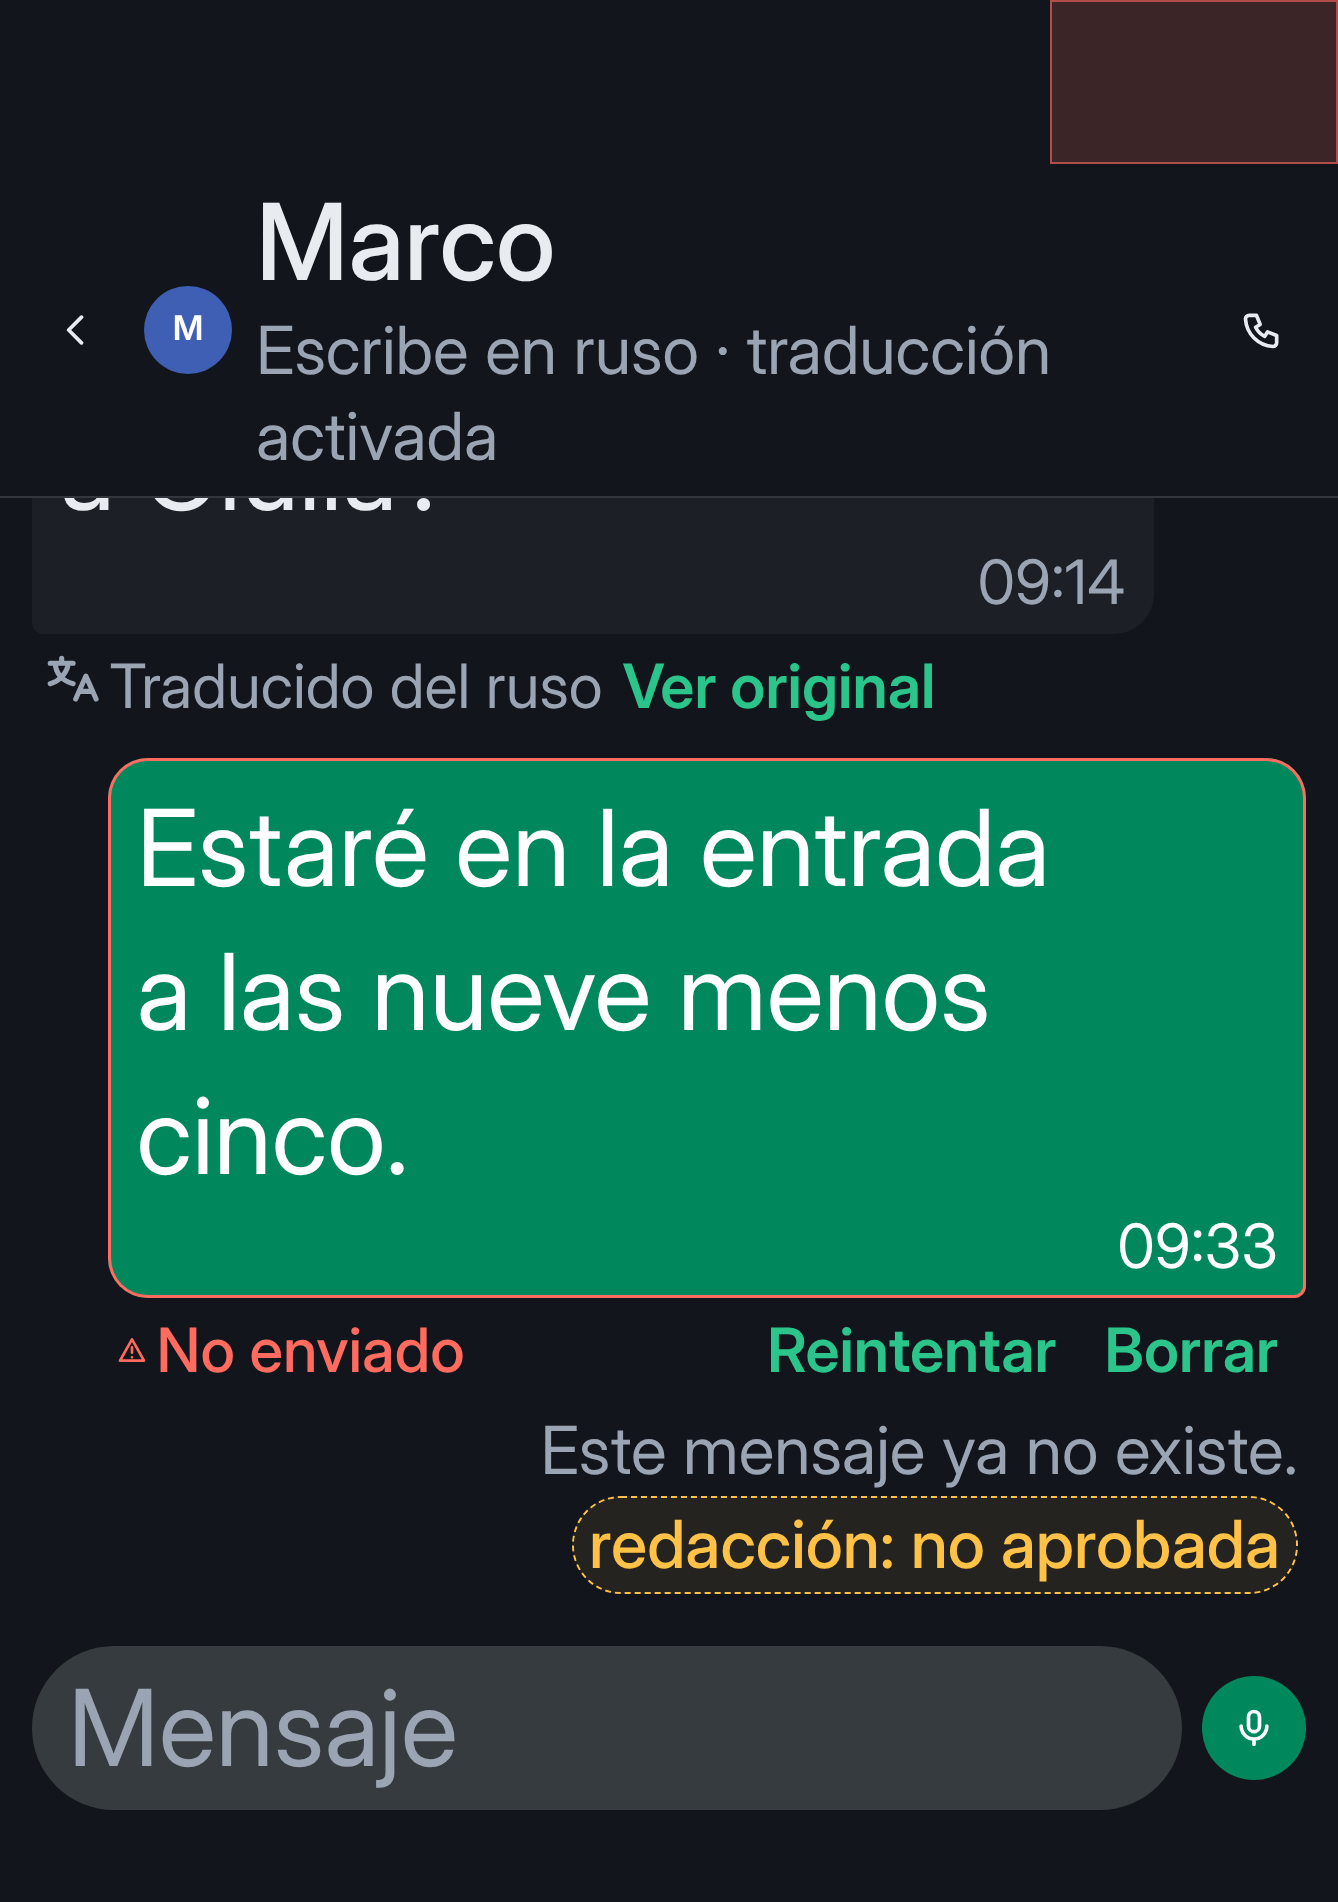 Marco
M
Escribe en ruso · traducción
activada
09:14
Traducido del ruso Ver original
Estaré en la entrada
a las nueve menos
cinco.
09:33
No enviado Reintentar Borrar
Este mensaje ya no existe.
redacción: no aprobada
Mensaje